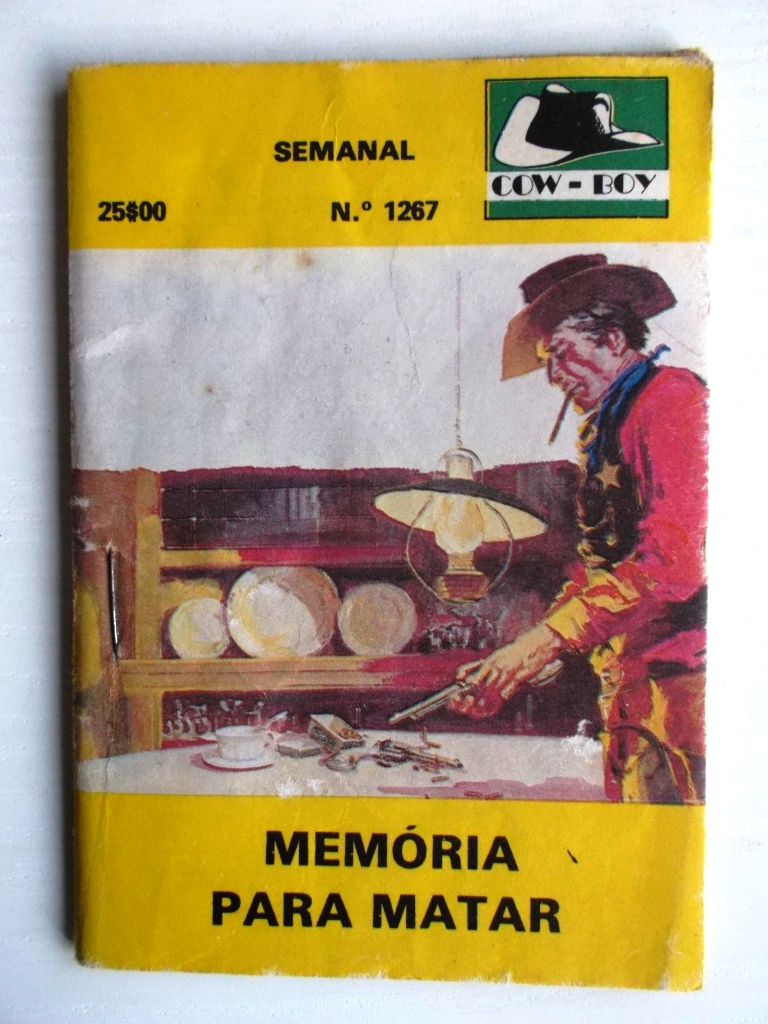 SEMANAL
COW-BOY
25$00
N.º 1267
MEMÓRIA
PARA MATAR